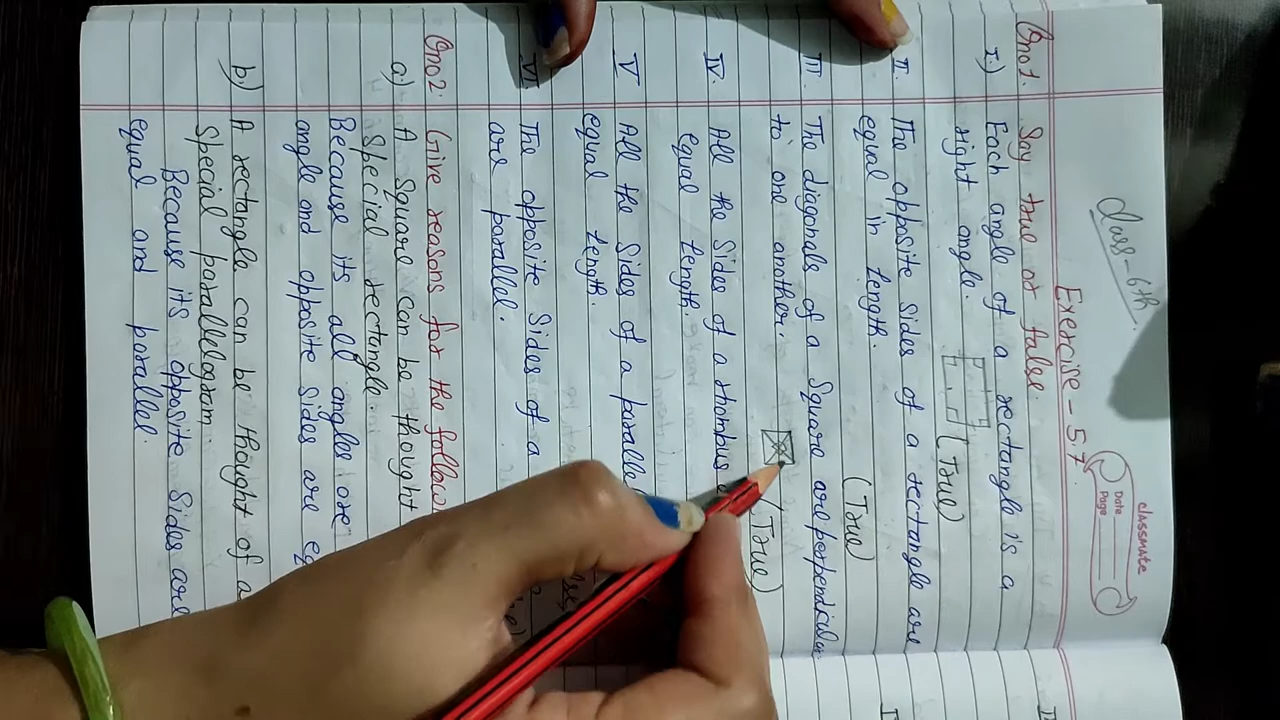 Class-6th
classmate
Date
Page
Exercise - 5.7
Qno1. Say true or false.
I.) Each angle of a rectangle is a
right angle. (True)
II. The opposite sides of a rectangle are
equal in length. (True)
III. The diagonals of a Square are perpendicular
to one another. (True)
IV. All the Sides of a rhombus
equal length.
V All the Sides of a
equal length.
VI The opposite Sides of a
are parallel.
Qno2. Give reasons for the
a.) A Square can be thought
Special rectangle.
Because its all angles are
angle and opposite Sides are
b.) A rectangle can be thought of a
Special parallelogram.
Because its opposite Sides are
equal and parallel.